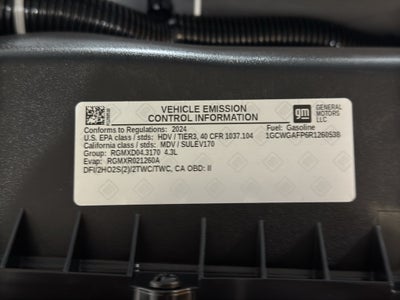 VEHICLE EMISSION
CONTROL INFORMATION
gm
GENERAL
MOTORS
LLC
Conforms to Regulations: 2024
Fuel: Gasoline
U.S. EPA class / stds: HDV / TIER3, 40 CFR 1037.104
1GCWGAFP6R1260538
California class / stds: MDV / SULEV170
Group: RGMXD04.3170 4.3L
Evap: RGMXR021260A
DFI/2HO2S(2)/2TWC/TWC, CA OBD: II